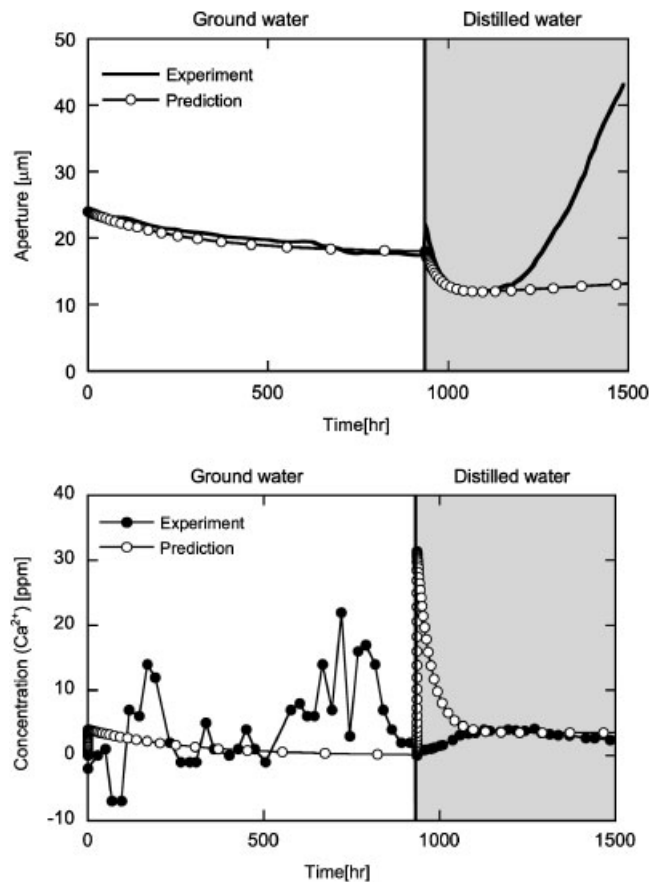 Ground water Distilled water
50
40
30
20
10
0
Aperture [μm]
Experiment
Prediction
0 500 1000 1500
Time[hr]
Ground water Distilled water
40
30
20
10
0
-10
Concentration (Ca²⁺) [ppm]
Experiment
Prediction
0 500 1000 1500
Time[hr]